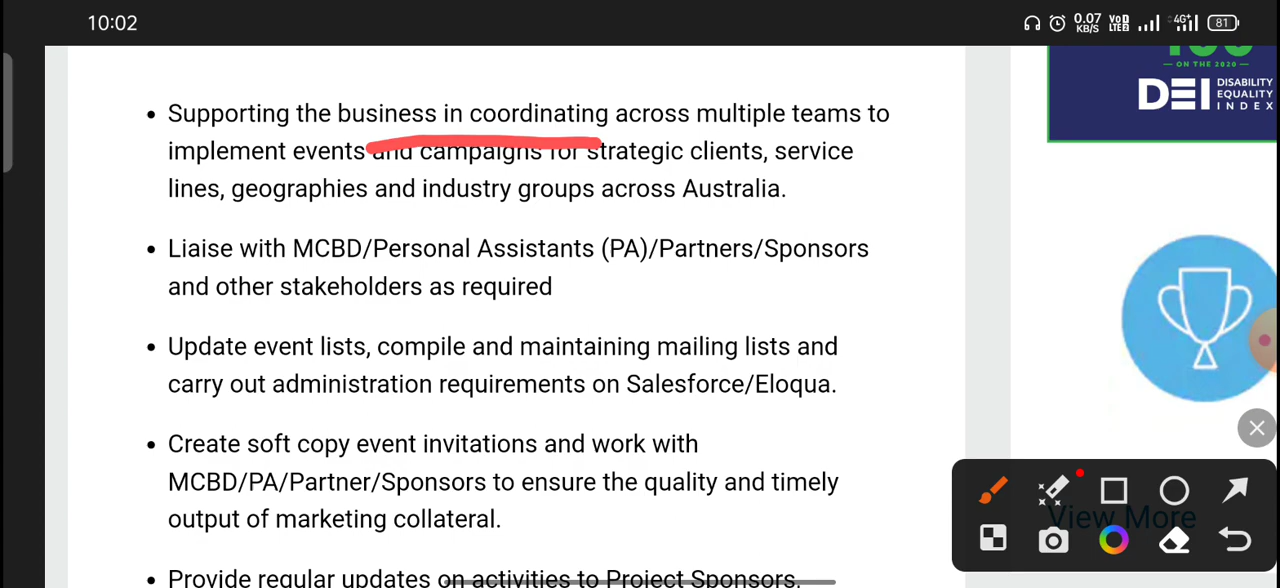 10:02
0.07
KB/S
Vo
LTE2
4G+
81
Supporting the business in coordinating across multiple teams to
implement events and campaigns for strategic clients, service
lines, geographies and industry groups across Australia.
Liaise with MCBD/Personal Assistants (PA)/Partners/Sponsors
and other stakeholders as required
Update event lists, compile and maintaining mailing lists and
carry out administration requirements on Salesforce/Eloqua.
Create soft copy event invitations and work with
MCBD/PA/Partner/Sponsors to ensure the quality and timely
output of marketing collateral.
Provide regular updates on activities to Project Sponsors.
— ON THE 2020 —
DEI
DISABILITY
EQUALITY
INDEX
View More